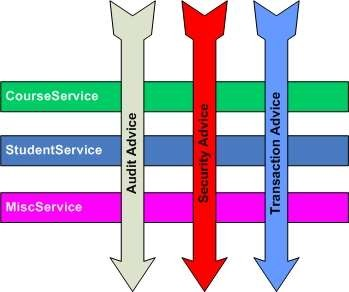 CourseService
StudentService
MiscService
Audit Advice
Security Advice
Transaction Advice